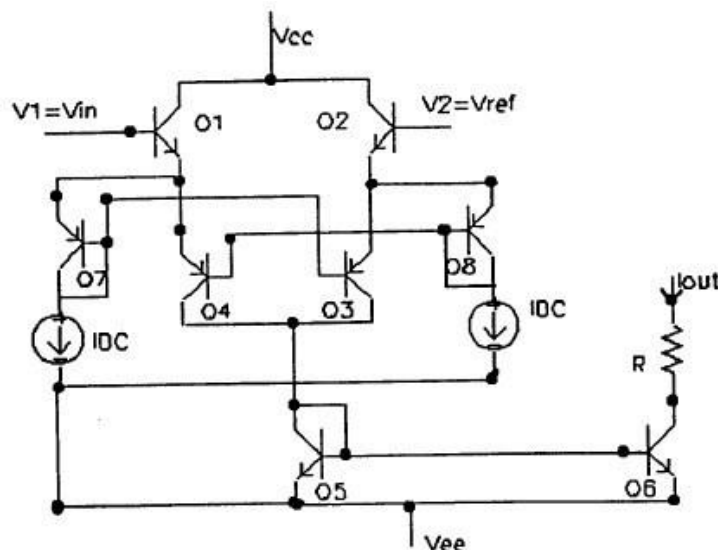 Vcc
V1=Vin
Q1
Q2
V2=Vref
Q7
Q4
Q3
Q8
IDC
IDC
Iout
R
Q5
Q6
Vee